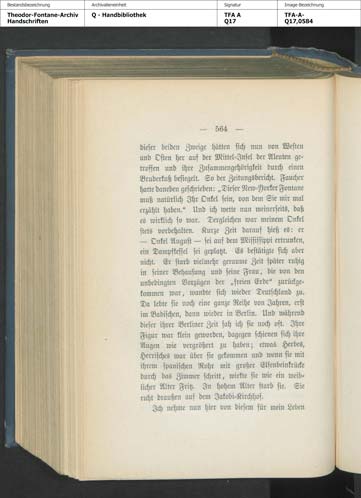 Bestandsbezeichnung
Theodor-Fontane-Archiv
Handschriften
Archivalieneinheit
Q - Handbibliothek
Signatur
TFA A
Q17
Image-Bezeichnung
TFA-A-
Q17,0584
— 564 —
dieser beiden Zweige hätten sich nun von Westen
und Osten her auf der Mittel-Insel der Aleuten ge-
troffen und ihre Zusammengehörigkeit durch einen
Bruderkuß besiegelt. So der Zeitungsbericht. Faucher
hatte daneben geschrieben: „Dieser New-Yorker Fontane
muß natürlich Ihr Onkel sein, von dem Sie mir mal
erzählt haben.“ Und ich wette nun meinerseits, daß
es wirklich so war. Dergleichen war meinem Onkel
stets vorbehalten. Kurze Zeit darauf hieß es: er
— Onkel August — sei auf dem Mississippi ertrunken,
ein Dampfkessel sei geplatzt. Es bestätigte sich aber
nicht. Er starb vielmehr geraume Zeit später ruhig
in seiner Behausung und seine Frau, die von den
unbedingten Vorzügen der „freien Erde“ zurückge-
kommen war, wandte sich wieder Deutschland zu.
Da lebte sie noch eine ganze Reihe von Jahren, erst
im Badischen, dann wieder in Berlin. Und während
dieser ihrer Berliner Zeit sah ich sie noch oft. Ihre
Figur war klein geworden, dagegen schienen sich ihre
Augen wie vergrößert zu haben; etwas Herbes,
Herrisches war über sie gekommen und wenn sie mit
ihrem spanischen Rohr mit großer Elfenbeinkrücke
durch das Zimmer schritt, wirkte sie wie ein weib-
licher Alter Fritz. In hohem Alter starb sie. Sie
ruht draußen auf dem Jakobi-Kirchhof.
Ich nehme nun hier von diesem für mein Leben